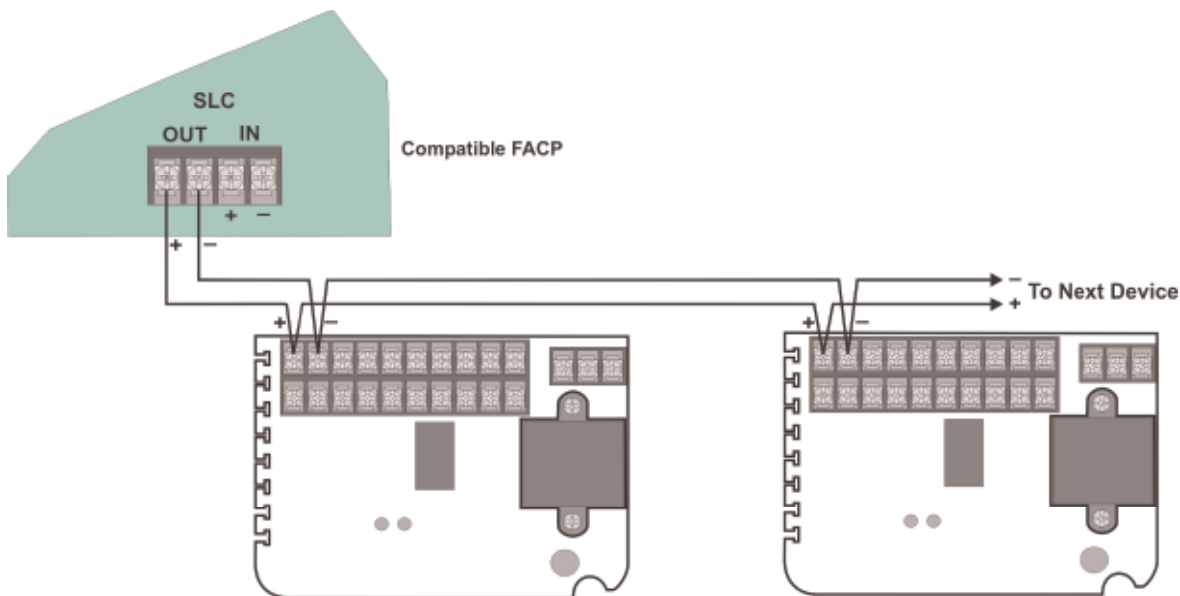 SLC
OUT IN
Compatible FACP
+ −
+ −
−
To Next Device
+
+ −
+ −